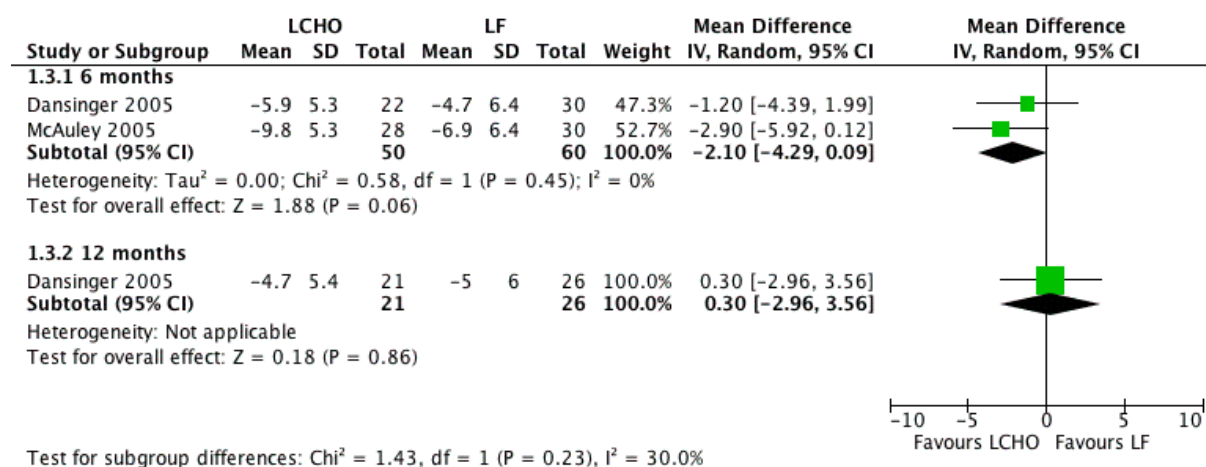 LCHO LF Mean Difference Mean Difference
Study or Subgroup Mean SD Total Mean SD Total Weight IV, Random, 95% CI IV, Random, 95% CI
1.3.1 6 months
Dansinger 2005 -5.9 5.3 22 -4.7 6.4 30 47.3% -1.20 [-4.39, 1.99]
McAuley 2005 -9.8 5.3 28 -6.9 6.4 30 52.7% -2.90 [-5.92, 0.12]
Subtotal (95% CI) 50 60 100.0% -2.10 [-4.29, 0.09]
Heterogeneity: Tau² = 0.00; Chi² = 0.58, df = 1 (P = 0.45); I² = 0%
Test for overall effect: Z = 1.88 (P = 0.06)
1.3.2 12 months
Dansinger 2005 -4.7 5.4 21 -5 6 26 100.0% 0.30 [-2.96, 3.56]
Subtotal (95% CI) 21 26 100.0% 0.30 [-2.96, 3.56]
Heterogeneity: Not applicable
Test for overall effect: Z = 0.18 (P = 0.86)
-10 -5 0 5 10
Favours LCHO Favours LF
Test for subgroup differences: Chi² = 1.43, df = 1 (P = 0.23), I² = 30.0%